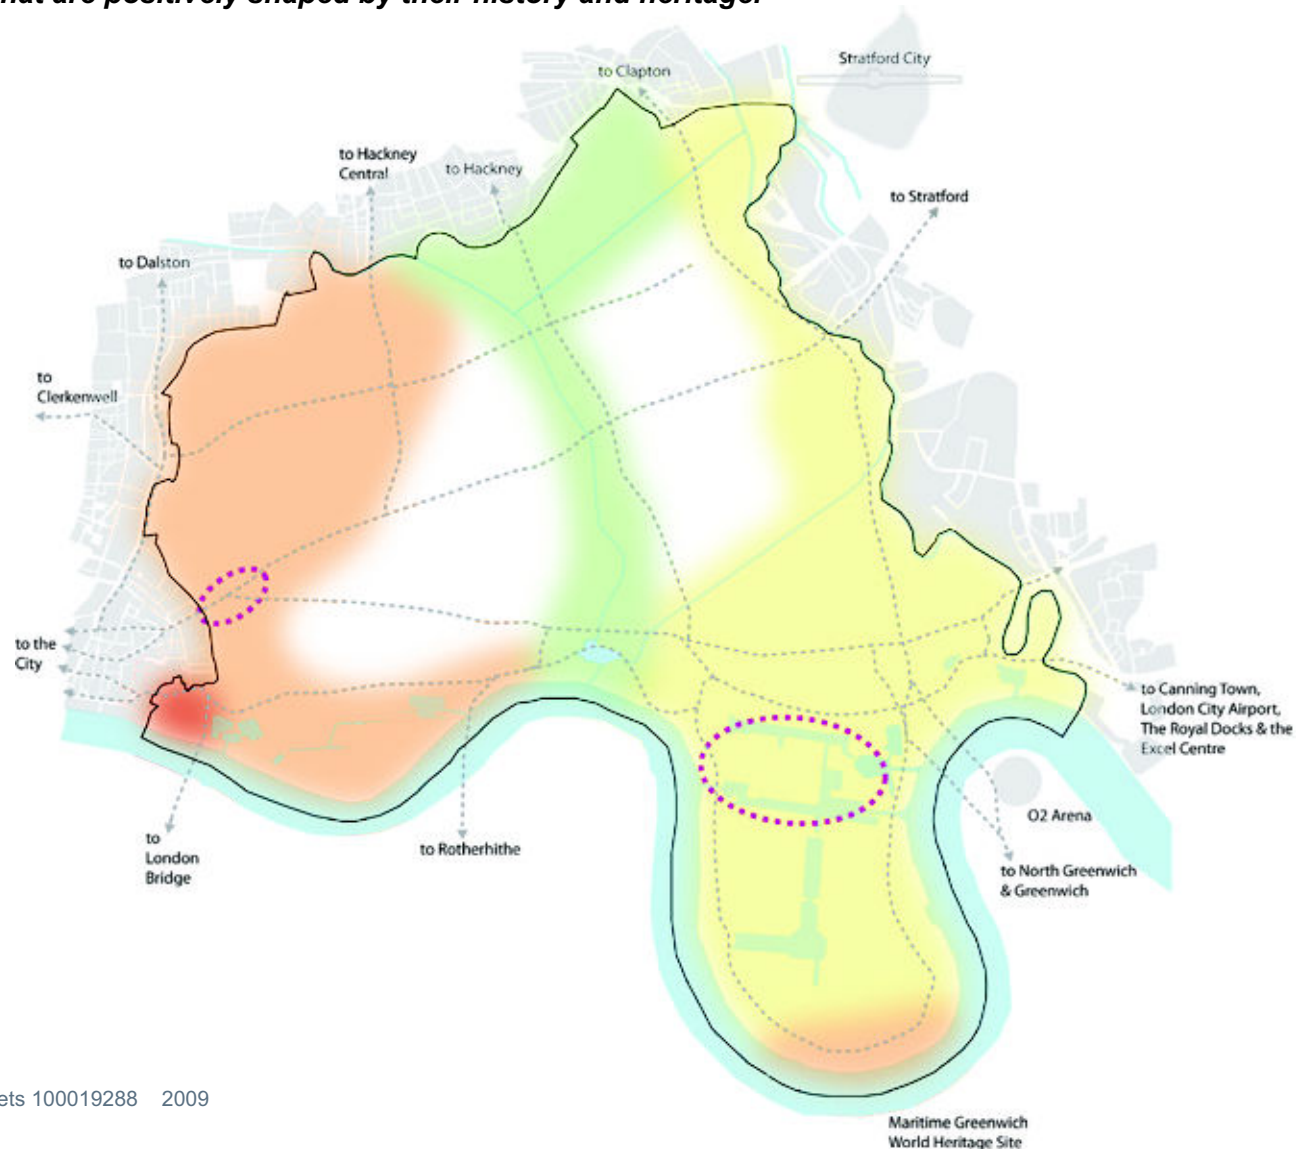 that are positively shaped by their history and heritage.
Stratford City
to Clapton
to Hackney
Central
to Hackney
to Stratford
to Dalston
to
Clerkenwell
to the
City
to Canning Town,
London City Airport,
The Royal Docks & the
Excel Centre
O2 Arena
to
London
Bridge
to Rotherhithe
to North Greenwich
& Greenwich
ets 100019288 2009
Maritime Greenwich
World Heritage Site